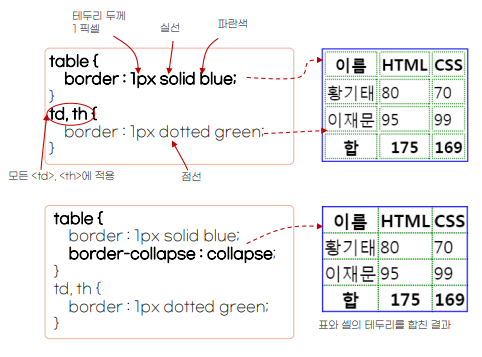 테두리 두께
1 픽셀
실선
파란색
table {
border : 1px solid blue;
}
td, th {
border : 1px dotted green;
}
모든 <td>, <th>에 적용
점선
이름 HTML CSS
황기태 80 70
이재문 95 99
합 175 169
table {
border : 1px solid blue;
border-collapse : collapse;
}
td, th {
border : 1px dotted green;
}
이름 HTML CSS
황기태 80 70
이재문 95 99
합 175 169
표와 셀의 테두리를 합친 결과